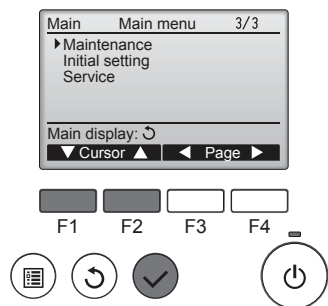 Main Main menu 3/3
Maintenance
Initial setting
Service
Main display:
Cursor Page
F1 F2 F3 F4